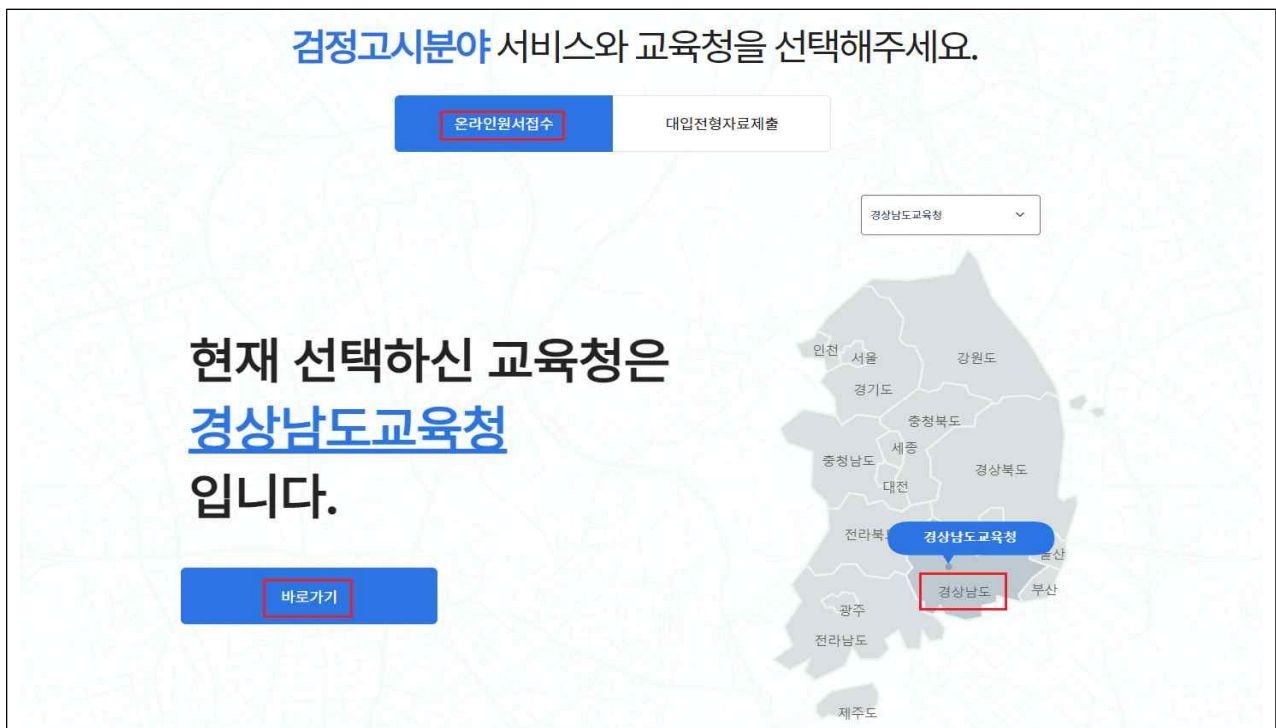 검정고시분야 서비스와 교육청을 선택해주세요.
온라인원서접수
대입전형자료제출
경상남도교육청
현재 선택하신 교육청은
경상남도교육청
입니다.
바로가기
인천
서울
강원도
경기도
충청북도
세종
충청남도
경상북도
대전
전라북
경상남도교육청
울산
경상남도
부산
광주
전라남도
제주도